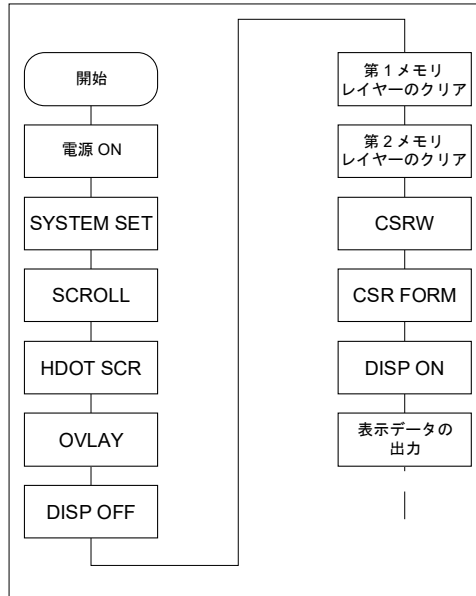 開始
電源 ON
SYSTEM SET
SCROLL
HDOT SCR
OVLAY
DISP OFF
第1メモリ
レイヤーのクリア
第2メモリ
レイヤーのクリア
CSRW
CSR FORM
DISP ON
表示データの
出力